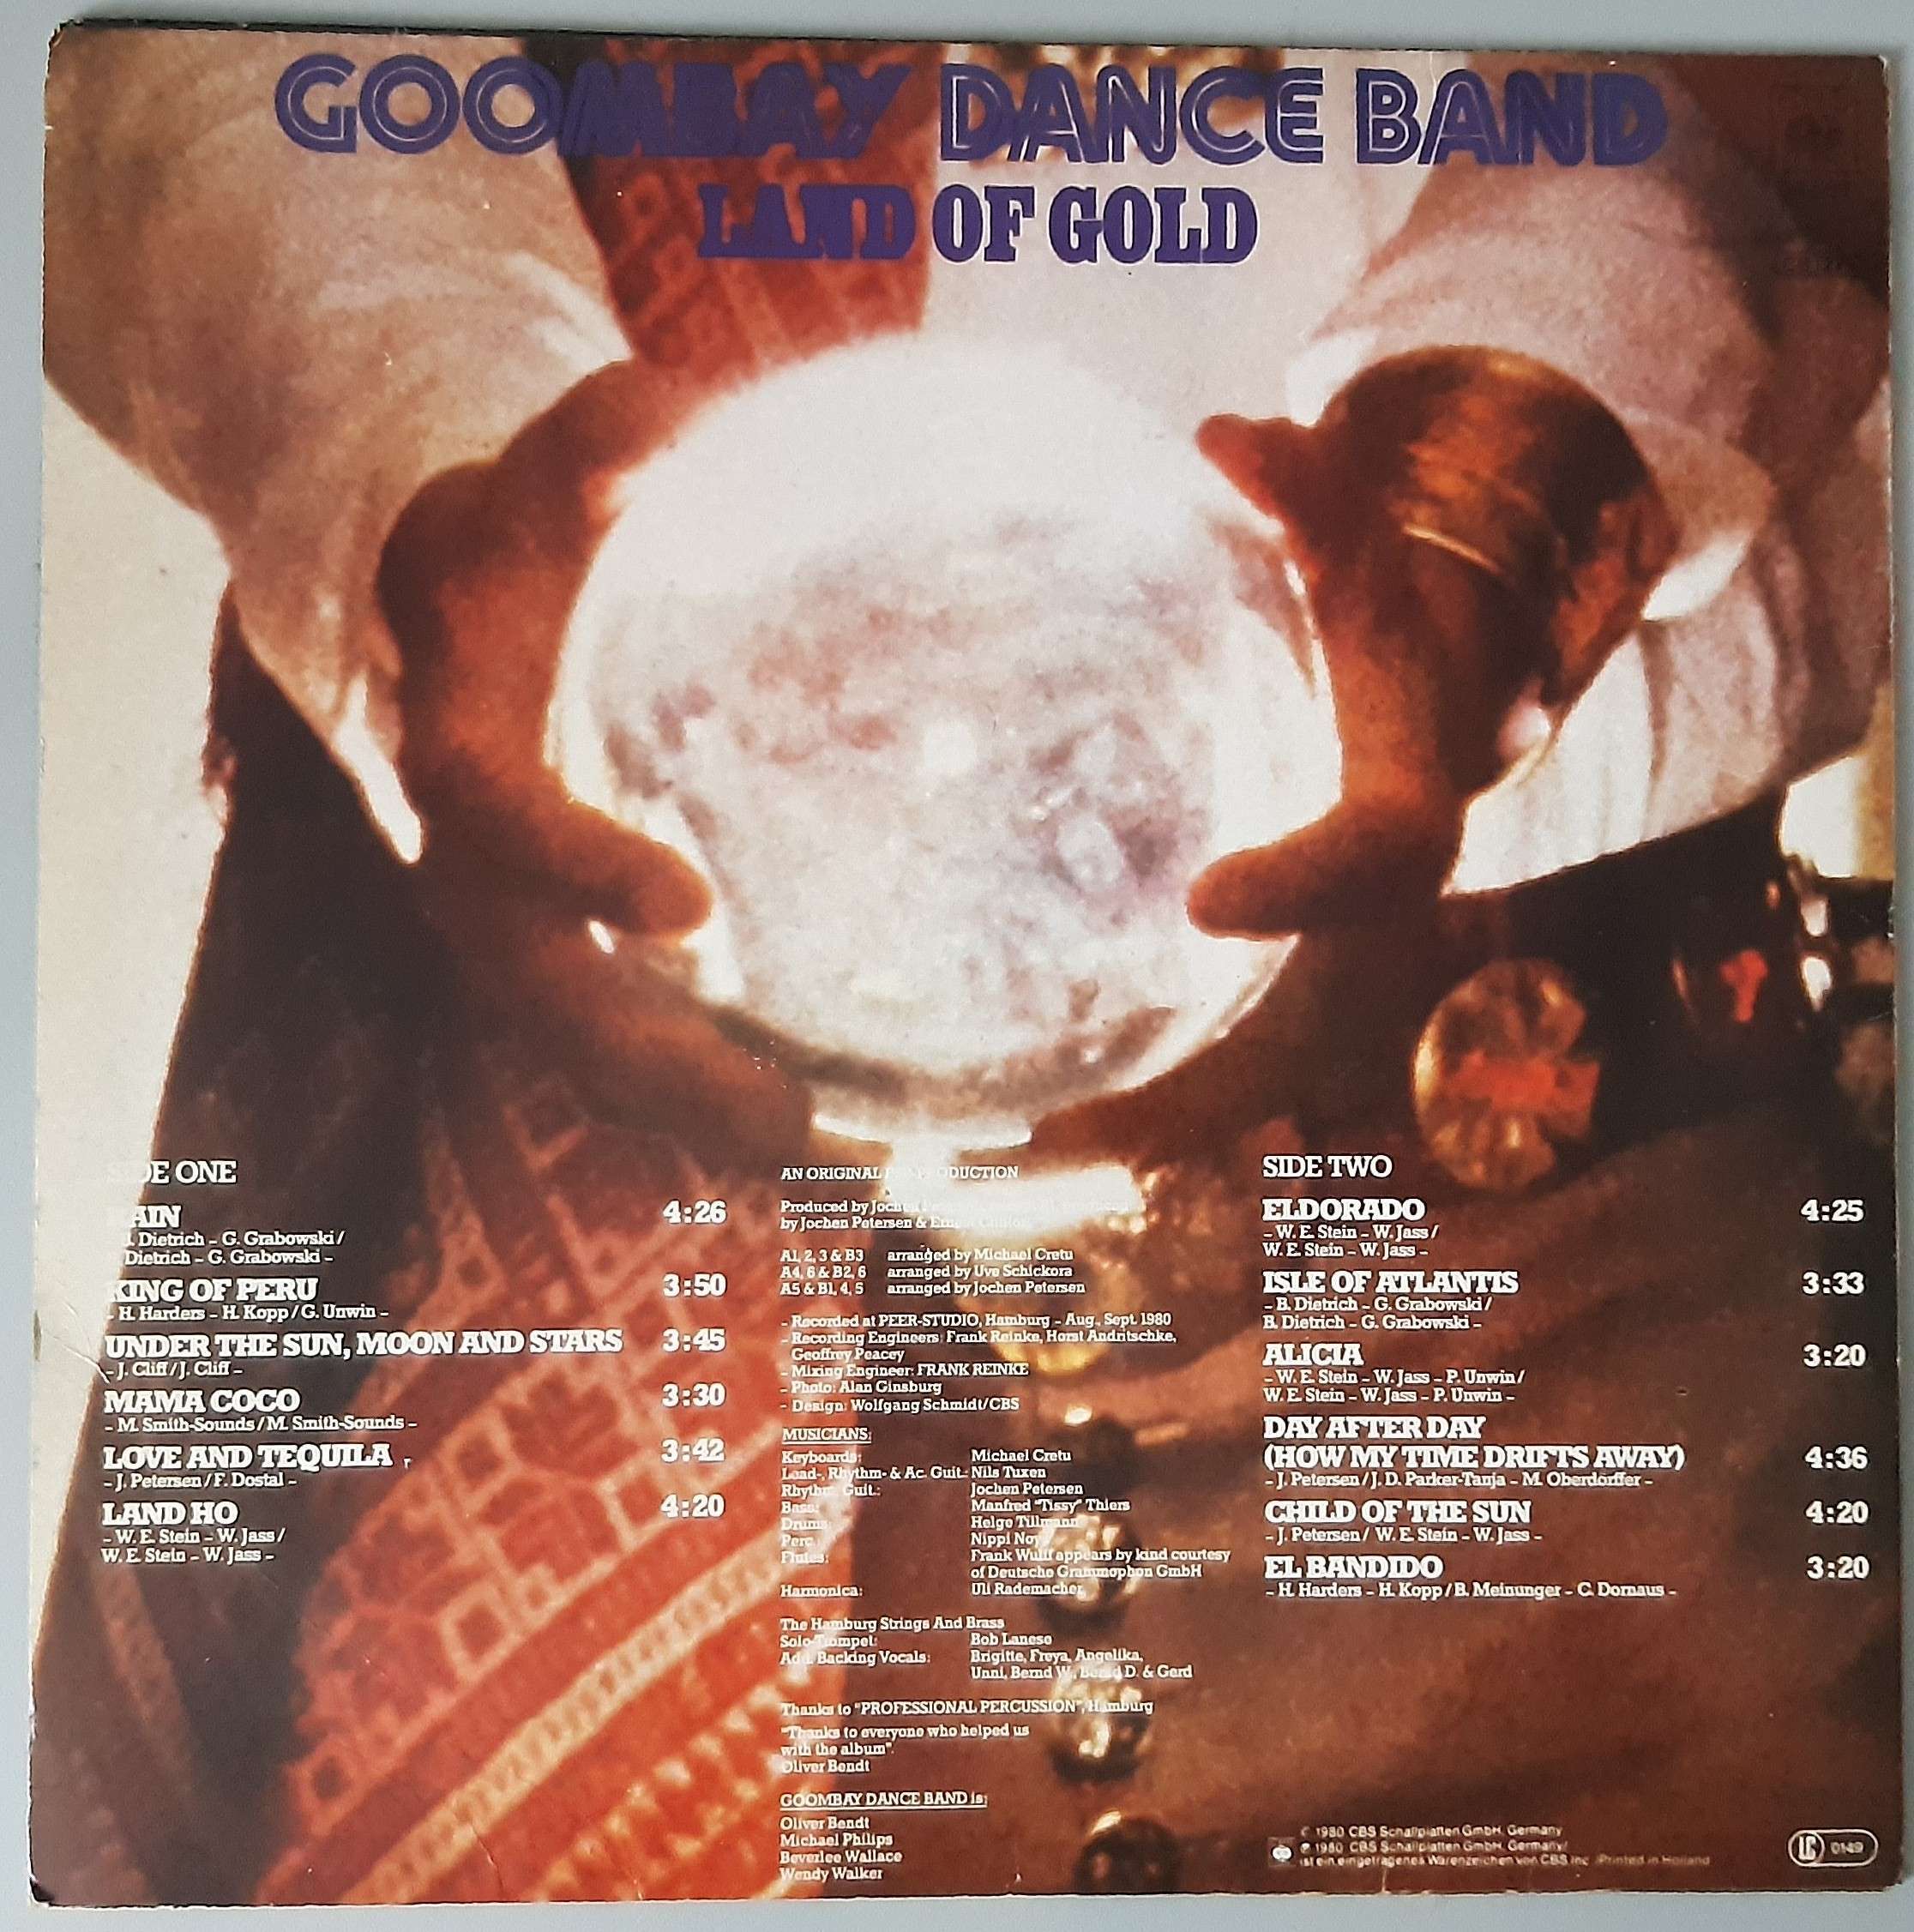 GOOMBAY DANCE BAND
LAND OF GOLD
SIDE ONE
RAIN 4:26
Dietrich – G. Grabowski /
Dietrich – G. Grabowski –
KING OF PERU 3:50
H. Harders – H. Kopp / G. Unwin –
UNDER THE SUN, MOON AND STARS 3:45
– J. Cliff / J. Cliff –
MAMA COCO 3:30
– M. Smith-Sounds / M. Smith-Sounds –
LOVE AND TEQUILA 3:42
– J. Petersen / F. Dostal –
LAND HO 4:20
– W. E. Stein – W. Jass /
W. E. Stein – W. Jass –
AN ORIGINAL PRODUCTION
Produced by Jochen
by Jochen Petersen &
A1, 2, 3 & B3 arranged by Michael Cretu
A4, 6 & B2, 6 arranged by Uve Schickora
A5 & B1, 4, 5 arranged by Jochen Petersen
– Recorded at PEER-STUDIO, Hamburg – Aug., Sept. 1980
– Recording Engineers: Frank Reinke, Horst Andritschke,
Geoffrey Peacey
– Mixing Engineer: FRANK REINKE
– Photo: Alan Ginsburg
– Design: Wolfgang Schmidt/CBS
MUSICIANS:
Keyboards: Michael Cretu
Lead-, Rhythm- & Ac. Guit.: Nils Tuxen
Rhythm Guit.: Jochen Petersen
Bass: Manfred "Tissy" Thiers
Drums: Helge Tillmann
Perc. Nippi Noy
Flutes: Frank Wulff appears by kind courtesy
of Deutsche Grammophon GmbH
Harmonica: Uli Rademacher
The Hamburg Strings And Brass
Solo-Trompet: Bob Lanese
Add. Backing Vocals: Brigitte, Freya, Angelika,
Unni, Bernd W., Bernd D. & Gerd
Thanks to "PROFESSIONAL PERCUSSION", Hamburg
"Thanks to everyone who helped us
with the album".
Oliver Bendt
GOOMBAY DANCE BAND is:
Oliver Bendt
Michael Philips
Beverlee Wallace
Wendy Walker
SIDE TWO
ELDORADO 4:25
– W. E. Stein – W. Jass /
W. E. Stein – W. Jass –
ISLE OF ATLANTIS 3:33
– B. Dietrich – G. Grabowski /
B. Dietrich – G. Grabowski –
ALICIA 3:20
– W. E. Stein – W. Jass – P. Unwin /
W. E. Stein – W. Jass – P. Unwin –
DAY AFTER DAY
(HOW MY TIME DRIFTS AWAY) 4:36
– J. Petersen / J. D. Parker-Tanja – M. Oberdörffer –
CHILD OF THE SUN 4:20
– J. Petersen / W. E. Stein – W. Jass –
EL BANDIDO 3:20
– H. Harders – H. Kopp / B. Meinunger – C. Dornaus –
© 1980 CBS Schallplatten GmbH, Germany
℗ 1980 CBS Schallplatten GmbH, Germany/
ist ein eingetragenes Warenzeichen von CBS Inc. /Printed in Holland
LC 0149